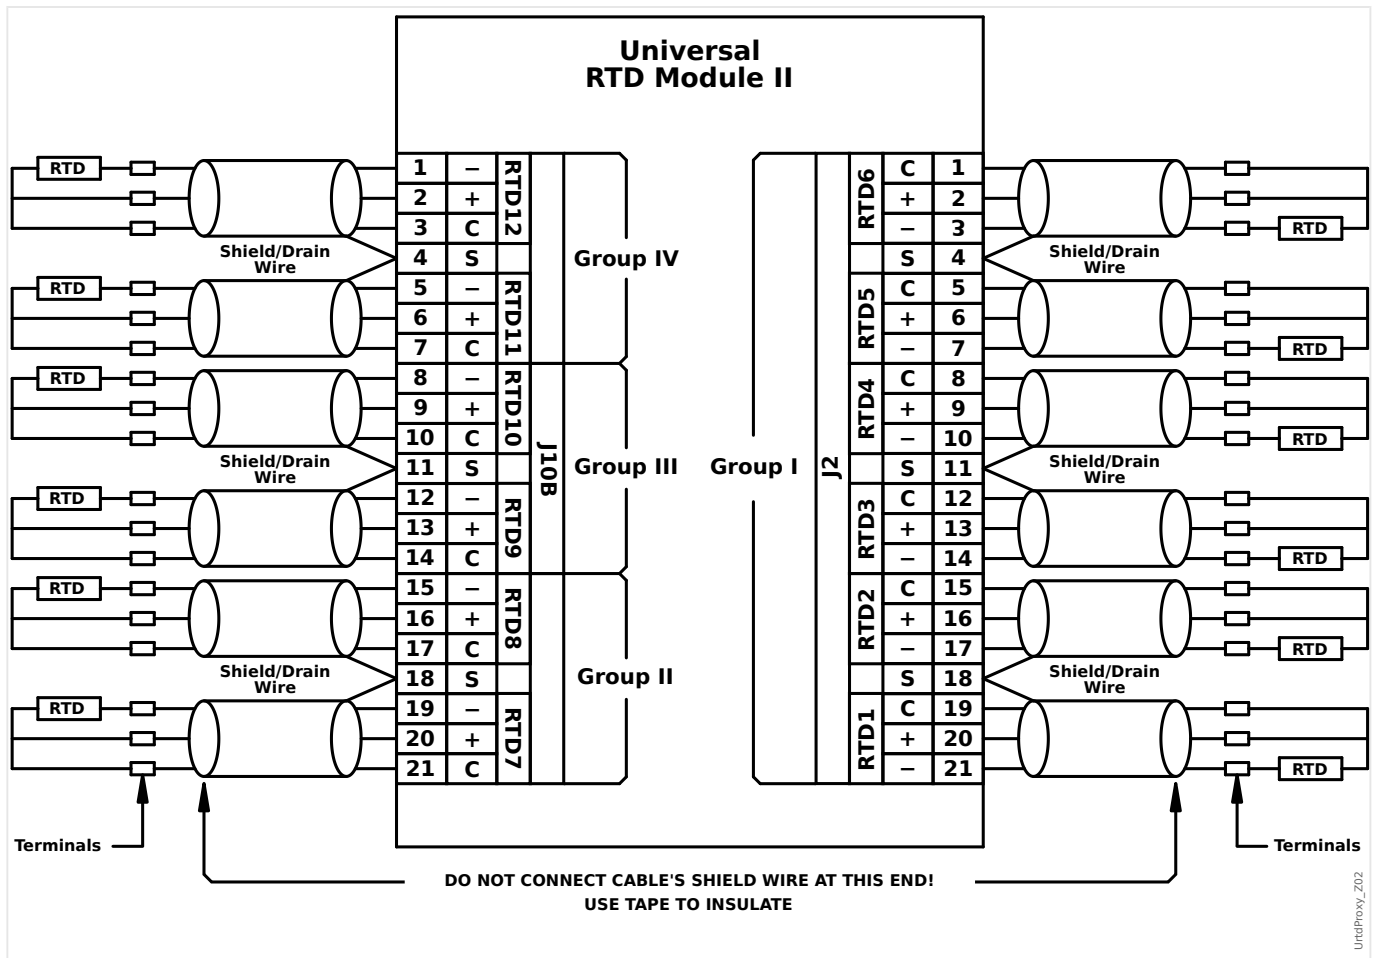 Universal
RTD Module II
RTD 1 − RTD12 RTD6 C 1
2 + + 2
3 C − 3 RTD
Shield/Drain
Wire
4 S Group IV S 4
Shield/Drain
Wire
RTD 5 − RTD11 RTD5 C 5
6 + + 6
7 C − 7 RTD
RTD 8 − RTD10 RTD4 C 8
9 + + 9
10 C − 10 RTD
Shield/Drain
Wire
11 S J10B Group III Group I J2 S 11
Shield/Drain
Wire
RTD 12 − RTD9 RTD3 C 12
13 + + 13
14 C − 14 RTD
RTD 15 − RTD8 RTD2 C 15
16 + + 16
17 C − 17 RTD
Shield/Drain
Wire
18 S Group II S 18
Shield/Drain
Wire
RTD 19 − RTD7 RTD1 C 19
20 + + 20
21 C − 21 RTD
Terminals
Terminals
DO NOT CONNECT CABLE'S SHIELD WIRE AT THIS END!
USE TAPE TO INSULATE
UrtdProxy_Z02